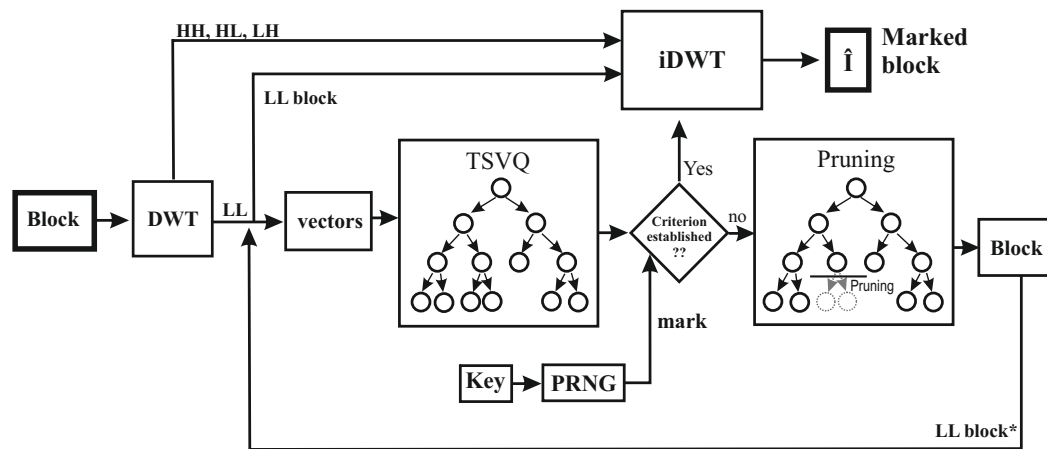 HH, HL, LH
iDWT
Î
Marked
block
LL block
TSVQ
Pruning
Yes
Block
DWT
LL
vectors
Criterion
established
??
no
Block
Pruning
mark
Key
PRNG
LL block*